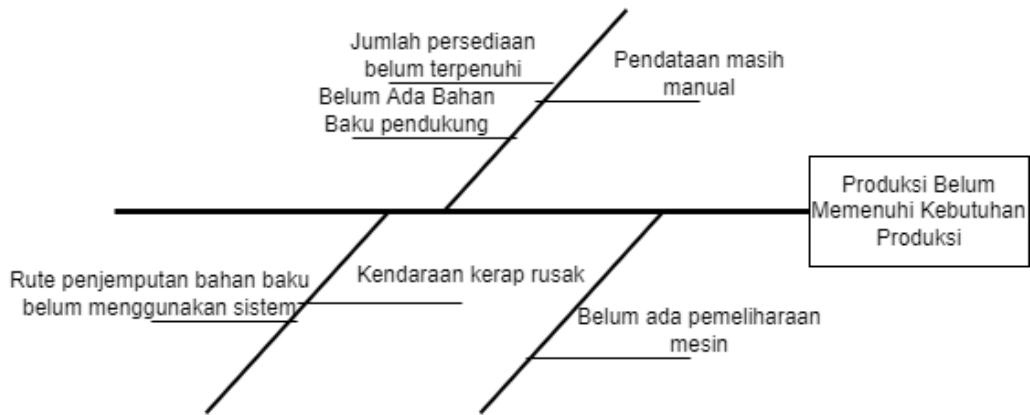 Jumlah persediaan
belum terpenuhi
Belum Ada Bahan
Baku pendukung
Pendataan masih
manual
Produksi Belum
Memenuhi Kebutuhan
Produksi
Rute penjemputan bahan baku
belum menggunakan sistem
Kendaraan kerap rusak
Belum ada pemeliharaan
mesin